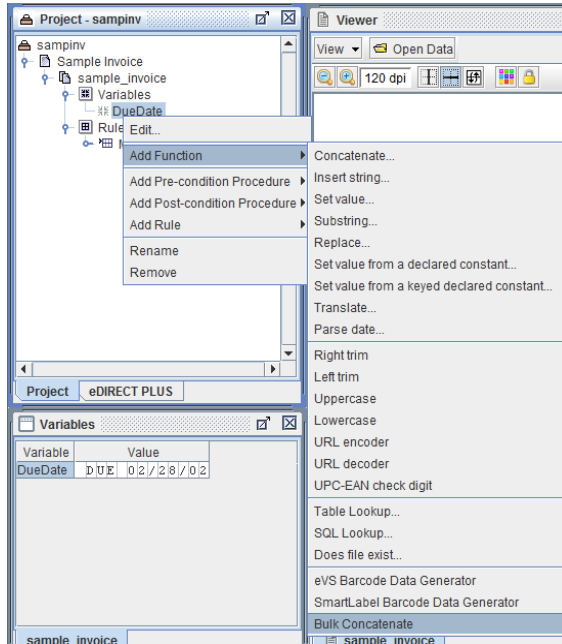 Project - sampinv
sampinv
Sample Invoice
sample_invoice
Variables
DueDate
Rule
Edit...
Add Function
Add Pre-condition Procedure
Add Post-condition Procedure
Add Rule
Rename
Remove
Project
eDIRECT PLUS
Variables
Variable Value
DueDate DUE 02/28/02
sample_invoice
Viewer
View Open Data
120 dpi
Concatenate...
Insert string...
Set value...
Substring...
Replace...
Set value from a declared constant...
Set value from a keyed declared constant...
Translate...
Parse date...
Right trim
Left trim
Uppercase
Lowercase
URL encoder
URL decoder
UPC-EAN check digit
Table Lookup...
SQL Lookup...
Does file exist...
eVS Barcode Data Generator
SmartLabel Barcode Data Generator
Bulk Concatenate
sample_invoice